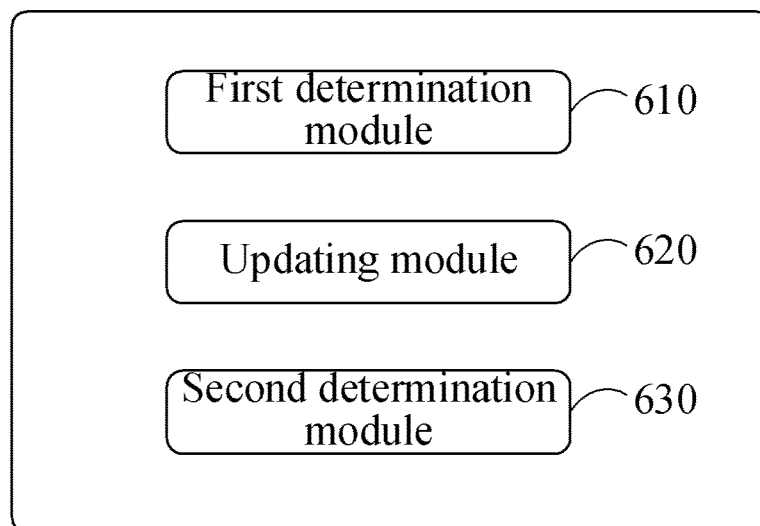 First determination
module
610
Updating module
620
Second determination
module
630